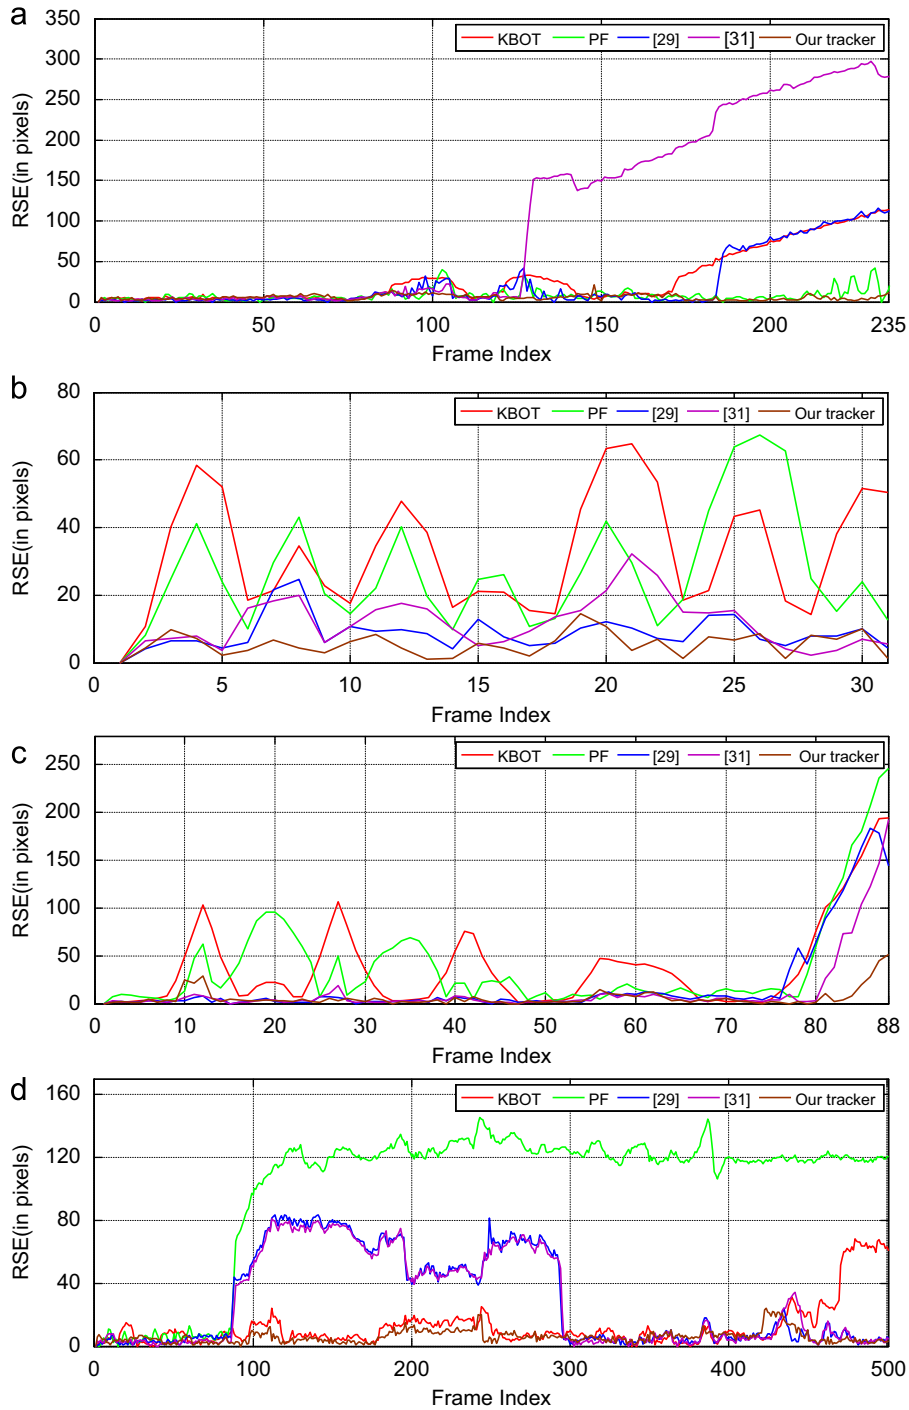 a
350
300
250
200
150
100
50
0
RSE(in pixels)
KBOT PF [29] [31] Our tracker
0 50 100 150 200 235
Frame Index
b
80
60
40
20
0
RSE(in pixels)
KBOT PF [29] [31] Our tracker
0 5 10 15 20 25 30
Frame Index
c
250
200
150
100
50
0
RSE(in pixels)
KBOT PF [29] [31] Our tracker
0 10 20 30 40 50 60 70 80 88
Frame Index
d
160
120
80
40
0
RSE(in pixels)
KBOT PF [29] [31] Our tracker
0 100 200 300 400 500
Frame Index